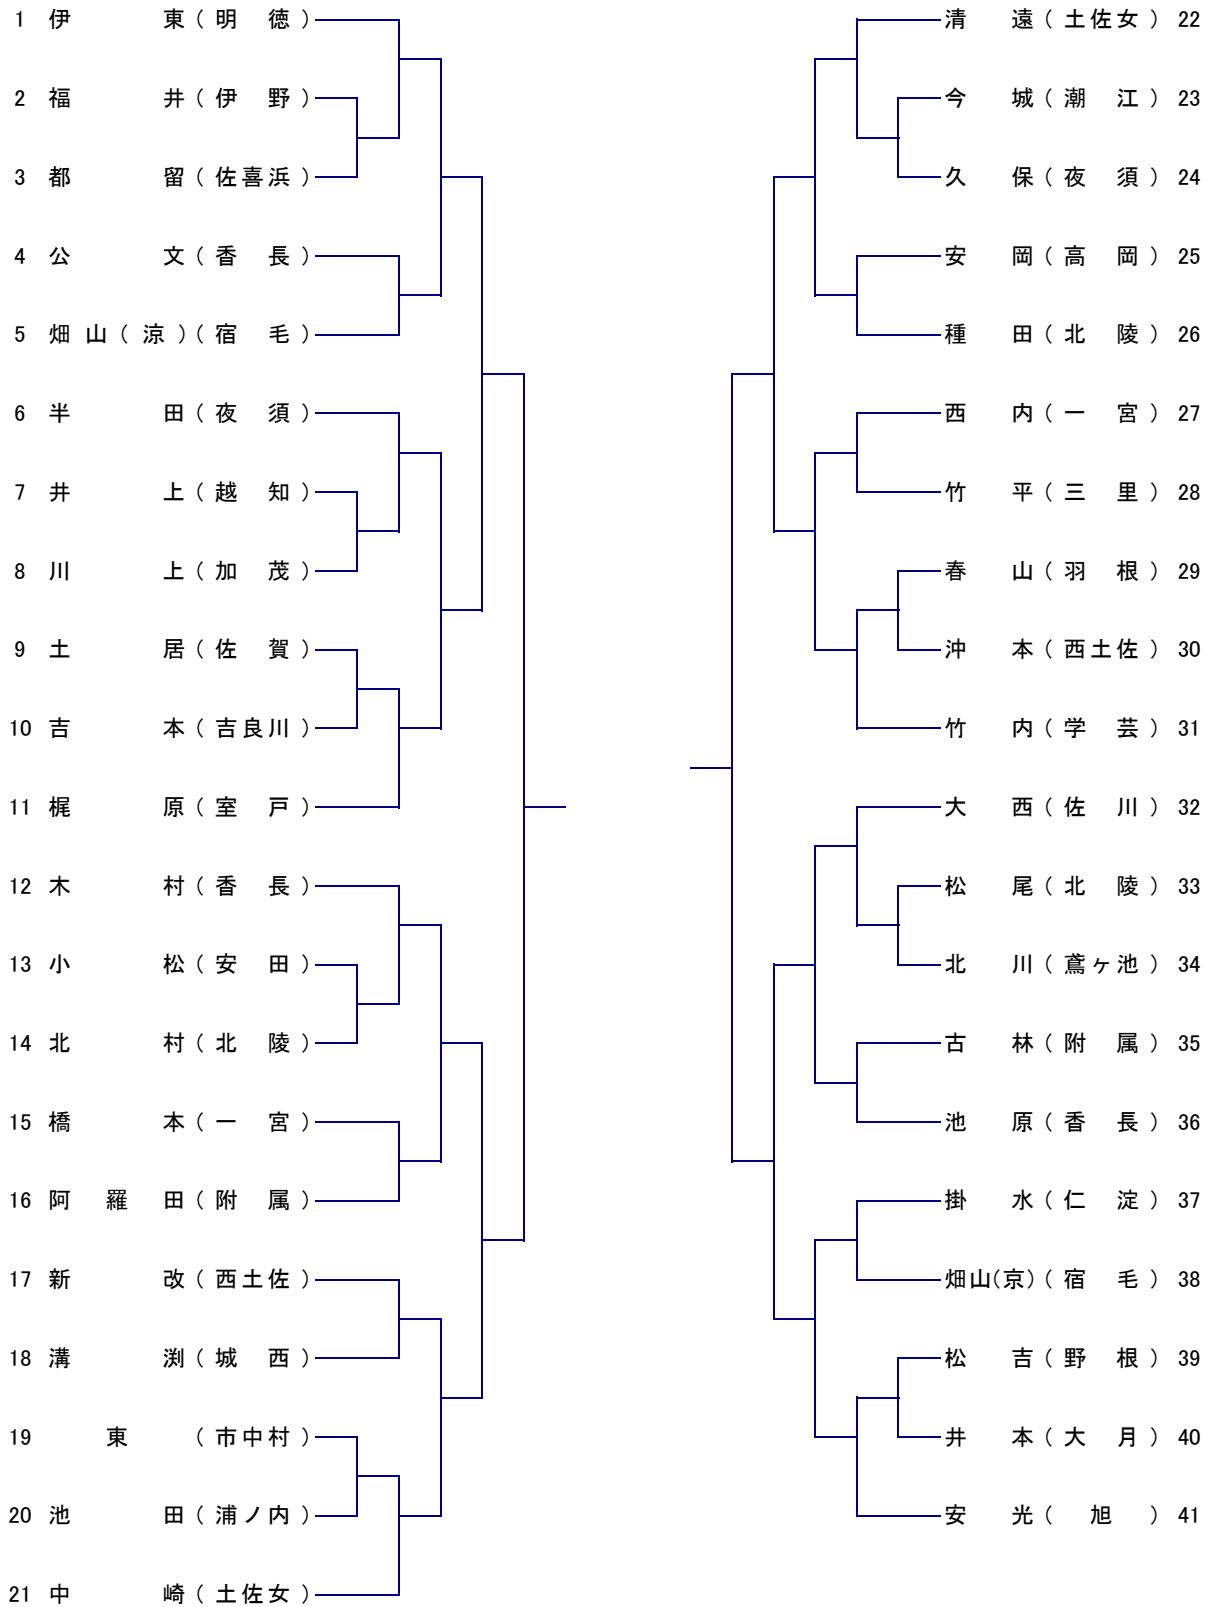 1 伊 東 ( 明 徳 )
2 福 井 ( 伊 野 )
3 都 留 ( 佐喜浜 )
4 公 文 ( 香 長 )
5 畑 山 ( 涼 ) ( 宿 毛 )
6 半 田 ( 夜 須 )
7 井 上 ( 越 知 )
8 川 上 ( 加 茂 )
9 土 居 ( 佐 賀 )
10 吉 本 ( 吉良川 )
11 梶 原 ( 室 戸 )
12 木 村 ( 香 長 )
13 小 松 ( 安 田 )
14 北 村 ( 北 陵 )
15 橋 本 ( 一 宮 )
16 阿 羅 田 ( 附 属 )
17 新 改 ( 西土佐 )
18 溝 渕 ( 城 西 )
19 東 ( 市中村 )
20 池 田 ( 浦ノ内 )
21 中 崎 ( 土佐女 )
清 遠 ( 土佐女 ) 22
今 城 ( 潮 江 ) 23
久 保 ( 夜 須 ) 24
安 岡 ( 高 岡 ) 25
種 田 ( 北 陵 ) 26
西 内 ( 一 宮 ) 27
竹 平 ( 三 里 ) 28
春 山 ( 羽 根 ) 29
沖 本 ( 西土佐 ) 30
竹 内 ( 学 芸 ) 31
大 西 ( 佐 川 ) 32
松 尾 ( 北 陵 ) 33
北 川 ( 鳶ヶ池 ) 34
古 林 ( 附 属 ) 35
池 原 ( 香 長 ) 36
掛 水 ( 仁 淀 ) 37
畑山(京) ( 宿 毛 ) 38
松 吉 ( 野 根 ) 39
井 本 ( 大 月 ) 40
安 光 ( 旭 ) 41